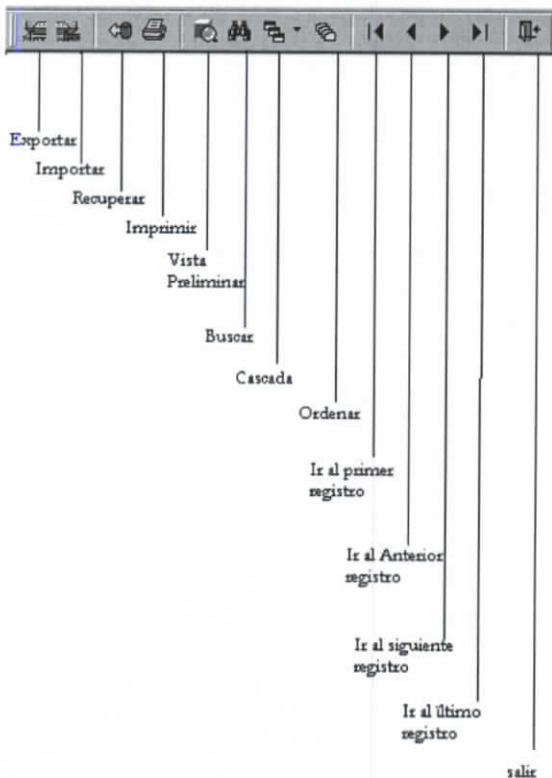 Exportar
Importar
Recuperar
Imprimir
Vista
Preliminar
Buscar
Cascada
Ordenar
Ir al primer
registro
Ir al Anterior
registro
Ir al siguiente
registro
Ir al último
registro
salir